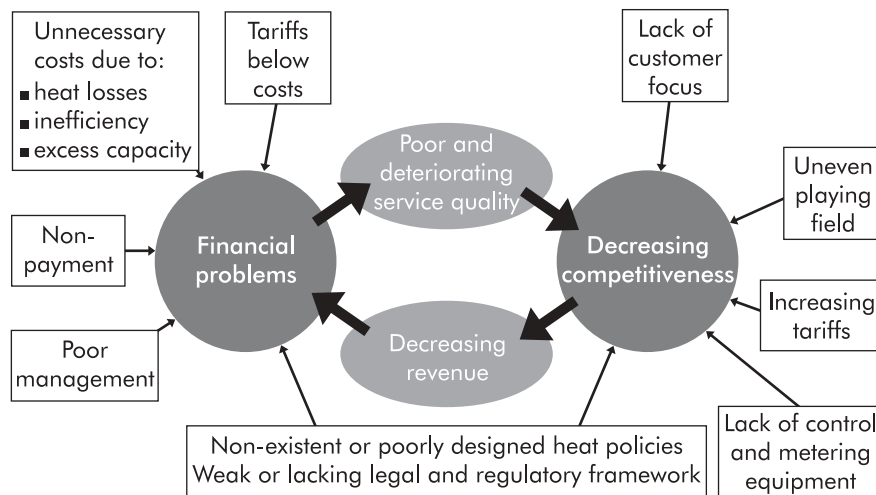 Unnecessary
costs due to:
■ heat losses
■ inefficiency
■ excess capacity
Tariffs
below
costs
Lack of
customer
focus
Poor and
deteriorating
service quality
Uneven
playing
field
Non-
payment
Financial
problems
Decreasing
competitiveness
Increasing
tariffs
Poor
management
Decreasing
revenue
Non-existent or poorly designed heat policies
Weak or lacking legal and regulatory framework
Lack of control
and metering
equipment